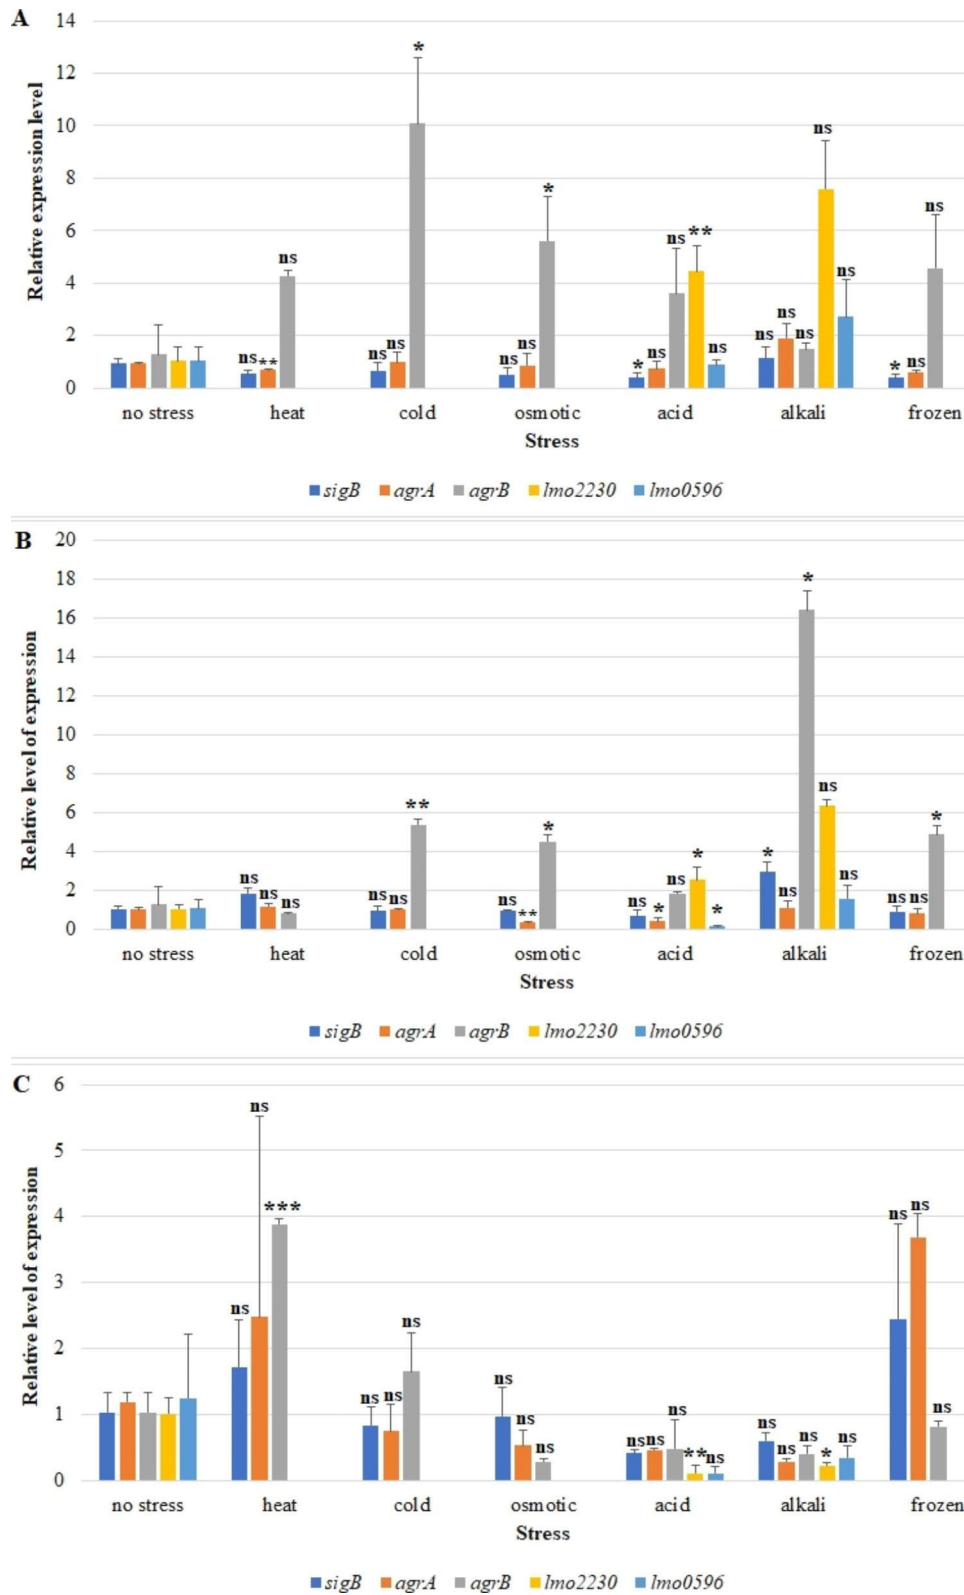 A
Relative expression level
14
12
10
8
6
4
2
0
ns ** ns
ns ns *
ns ns *
* ns ns ** ns
ns ns ns ns ns
* ns ns
no stress heat cold osmotic acid alkali frozen
Stress
sigB agrA agrB lmo2230 lmo0596
B
Relative level of expression
20
18
16
14
12
10
8
6
4
2
0
ns ns ns
ns ns **
ns ** *
ns * ns * *
* ns * ns ns
ns ns *
no stress heat cold osmotic acid alkali frozen
Stress
sigB agrA agrB lmo2230 lmo0596
C
Relative level of expression
6
5
4
3
2
1
0
ns ns ***
ns ns ns
ns ns ns
ns ns ns ** ns
ns ns ns * ns
ns ns ns
no stress heat cold osmotic acid alkali frozen
Stress
sigB agrA agrB lmo2230 lmo0596